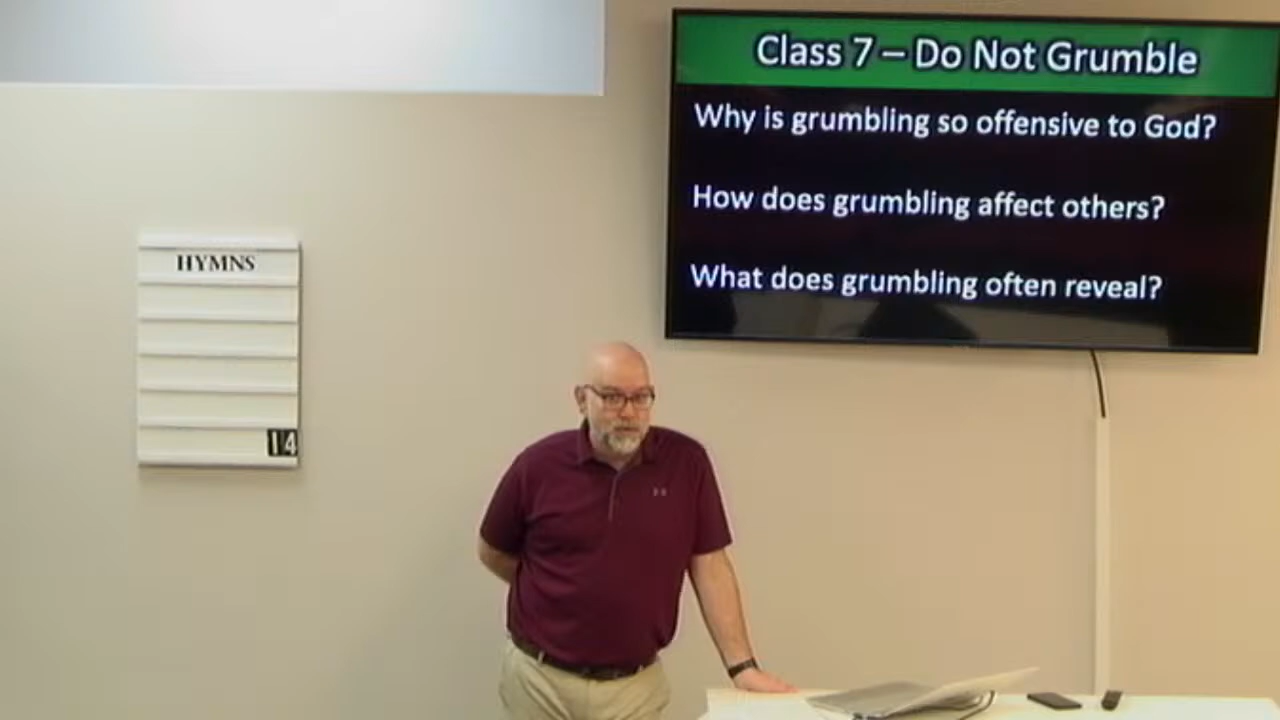 Class 7 – Do Not Grumble
Why is grumbling so offensive to God?
How does grumbling affect others?
What does grumbling often reveal?
HYMNS
14